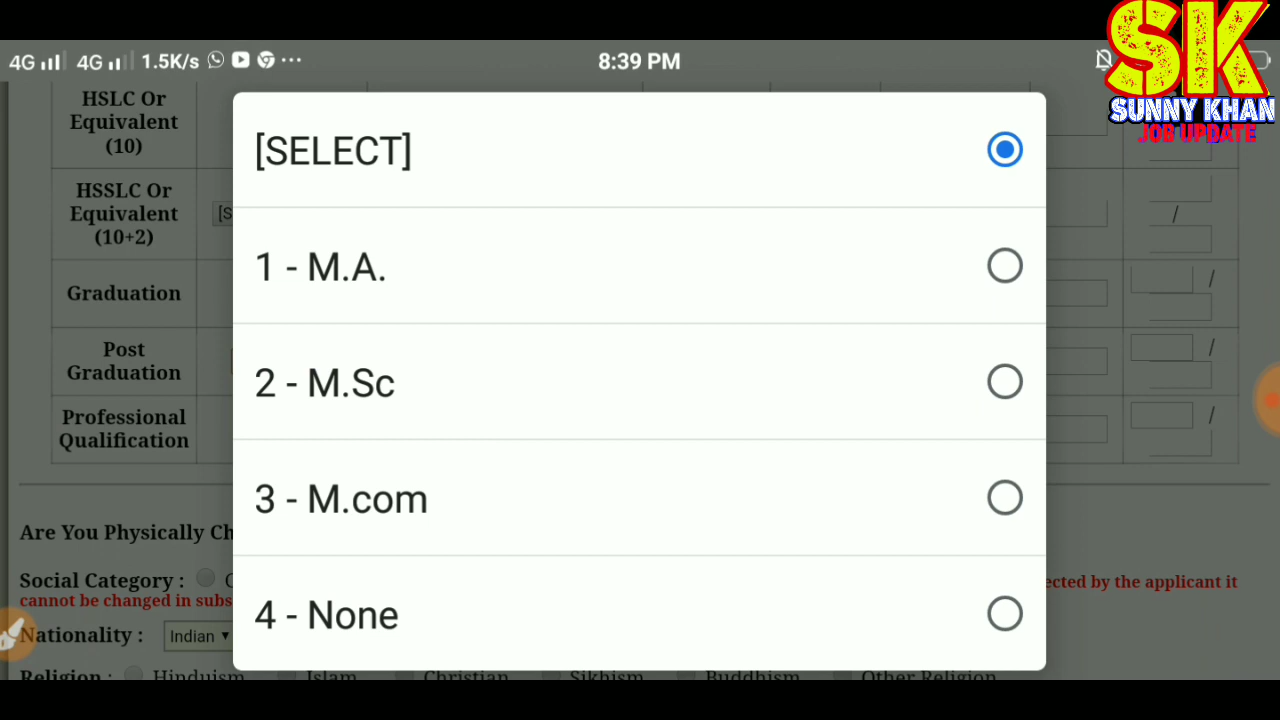 4G 4G 1.5K/s ... 8:39 PM
SK
SUNNY KHAN
JOB UPDATE
HSLC Or
Equivalent
(10)
[SELECT]
HSSLC Or
Equivalent
(10+2)
[S
/
1 - M.A.
Graduation
/
Post
Graduation
/
2 - M.Sc
Professional
Qualification
/
3 - M.com
Are You Physically Ch
Social Category :
ected by the applicant it
cannot be changed in subs
4 - None
Nationality : Indian
Religion : Hinduism Islam Christian Sikhism Buddhism Other Religion